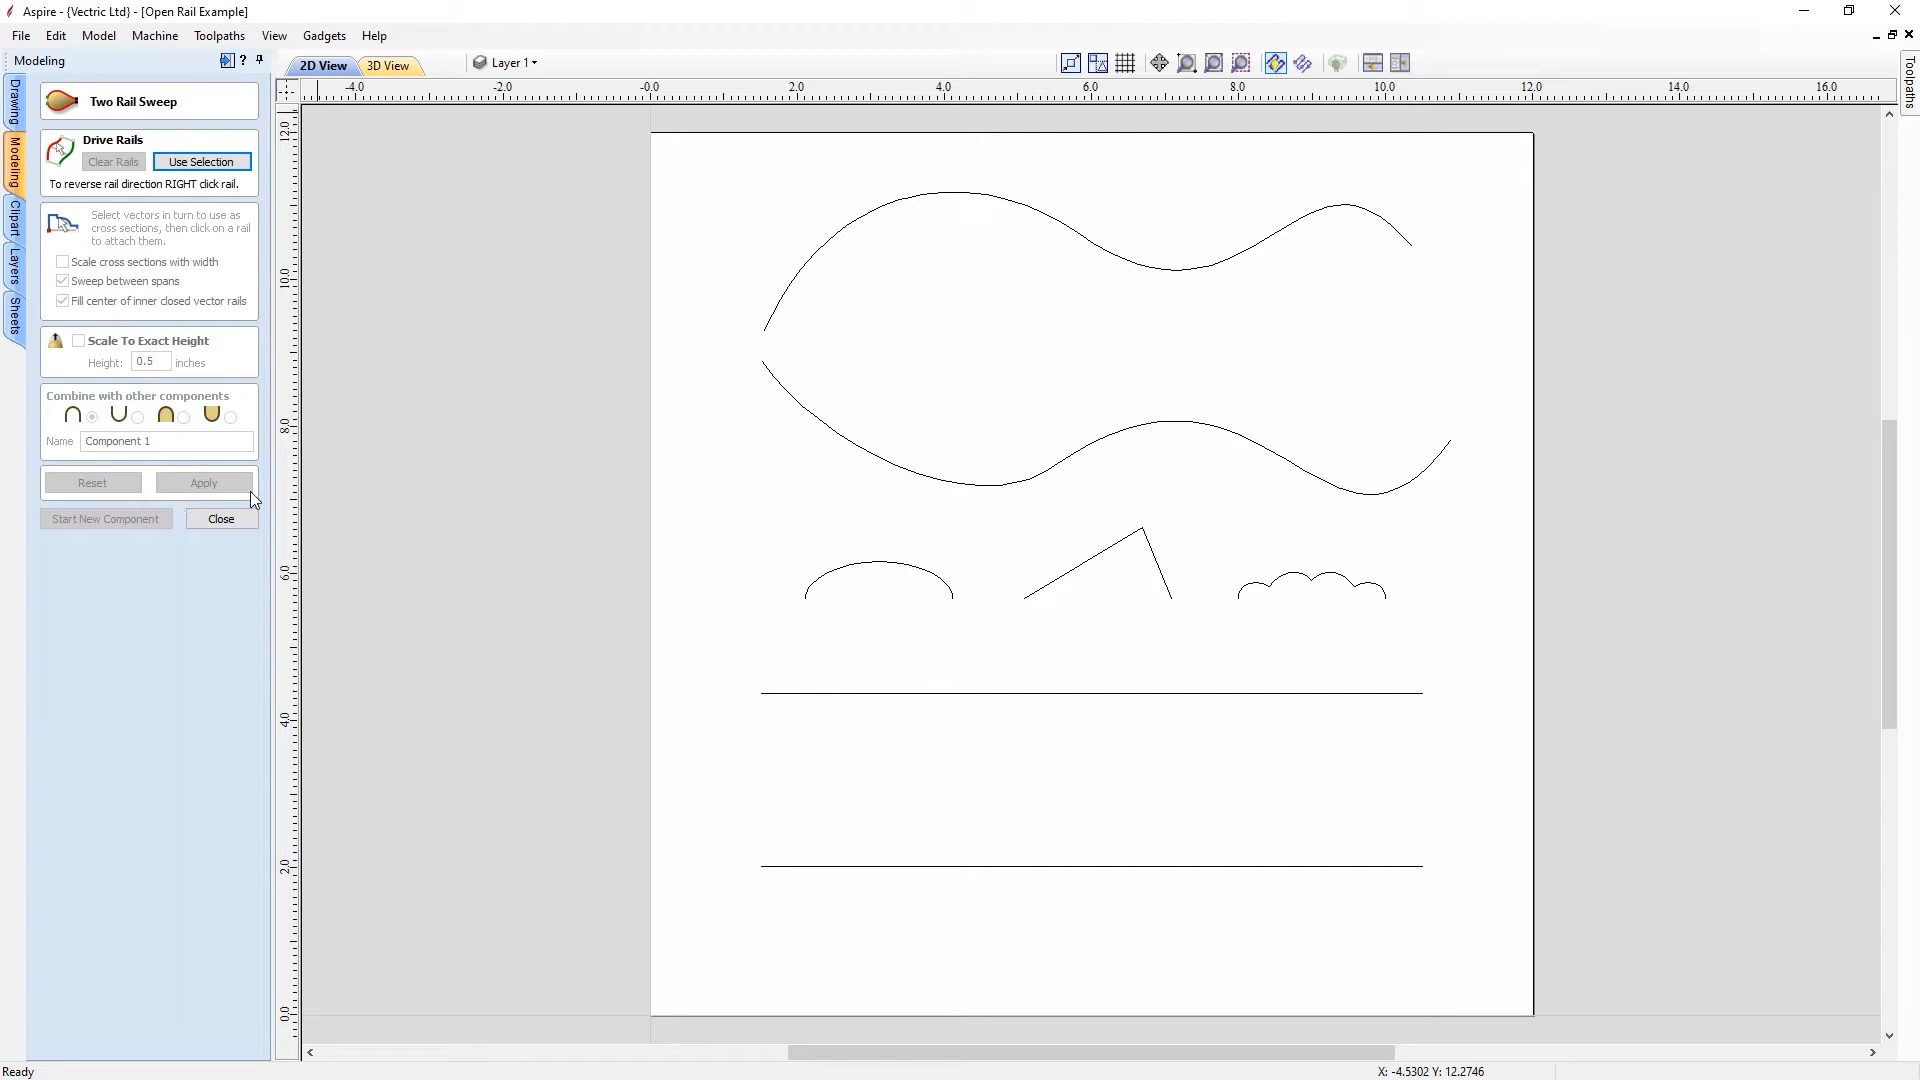 Aspire - {Vectric Ltd} - [Open Rail Example]
File Edit Model Machine Toolpaths View Gadgets Help
Modeling ?
2D View 3D View Layer 1
Toolpaths
Drawing
Modeling
Clipart
Layers
Sheets
Two Rail Sweep
Drive Rails
Clear Rails Use Selection
To reverse rail direction RIGHT click rail.
Select vectors in turn to use as
cross sections, then click on a rail
to attach them.
Scale cross sections with width
Sweep between spans
Fill center of inner closed vector rails
Scale To Exact Height
Height: 0.5 inches
Combine with other components
Name Component 1
Reset Apply
Start New Component Close
-4.0 -2.0 -0.0 2.0 4.0 6.0 8.0 10.0 12.0 14.0 16.0
12.0
10.0
8.0
6.0
4.0
2.0
0.0
Ready X: -4.5302 Y: 12.2746